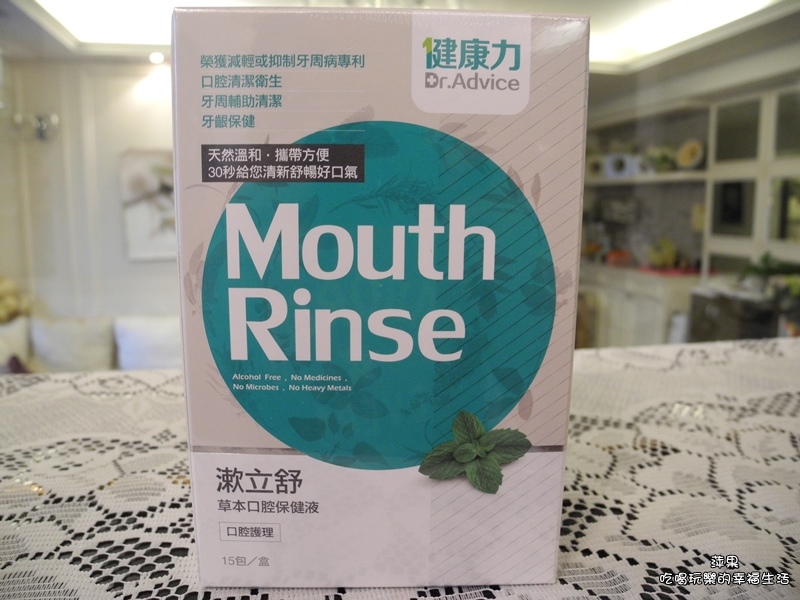 榮獲減輕或抑制牙周病專利
口腔清潔衛生
牙周輔助清潔
牙齦保健
健康力
Dr.Advice
天然溫和・攜帶方便
30秒給您清新舒暢好口氣
Mouth
Rinse
Alcohol Free , No Medicines ,
No Microbes , No Heavy Metals
漱立舒
草本口腔保健液
口腔護理
15包／盒
莎果
吃喝玩樂的幸福生活